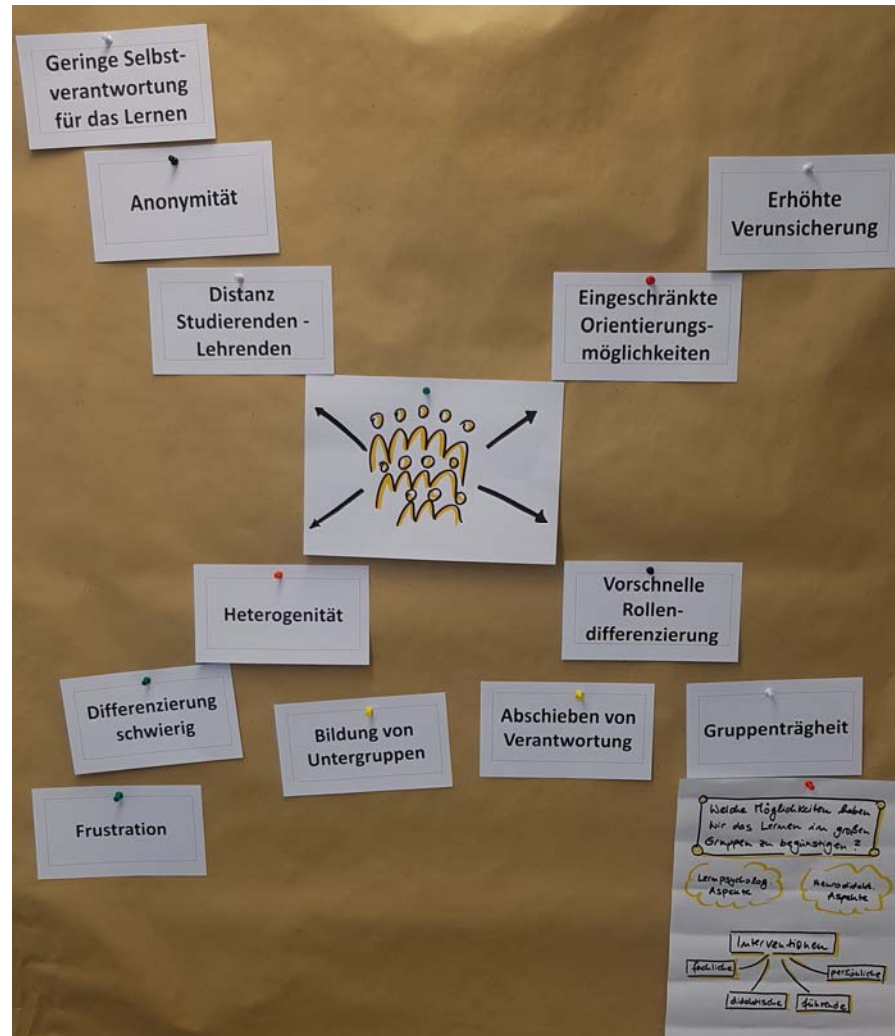 Geringe Selbst-
verantwortung
für das Lernen
Anonymität
Distanz
Studierenden -
Lehrenden
Erhöhte
Verunsicherung
Eingeschränkte
Orientierungs-
möglichkeiten
Heterogenität
Differenzierung
schwierig
Frustration
Bildung von
Untergruppen
Vorschnelle
Rollen-
differenzierung
Abschieben von
Verantwortung
Gruppenträgheit
Welche Möglichkeiten haben
wir das Lernen in großen
Gruppen zu begünstigen?
Lernpsycholog.
Aspekte
Neurodidakt.
Aspekte
Interventionen
fachliche
persönliche
didaktische
führende